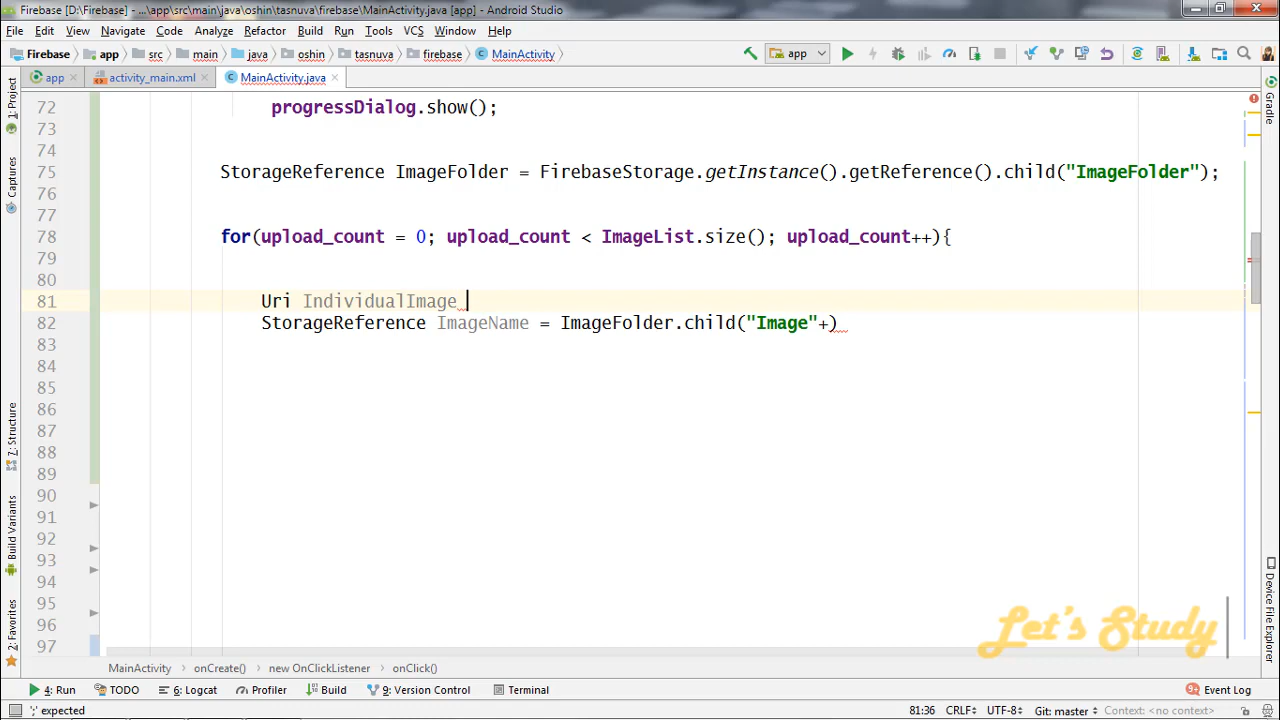 Firebase [D:\Firebase] - ...\app\src\main\java\oshin\tasnuva\firebase\MainActivity.java [app] - Android Studio
File Edit View Navigate Code Analyze Refactor Build Run Tools VCS Window Help
Firebase app src main java oshin tasnuva firebase MainActivity app
app activity_main.xml MainActivity.java
1: Project
Captures
7: Structure
Build Variants
2: Favorites
Gradle
Device File Explorer
72 progressDialog.show();
73
74
75 StorageReference ImageFolder = FirebaseStorage.getInstance().getReference().child("ImageFolder");
76
77
78 for(upload_count = 0; upload_count < ImageList.size(); upload_count++){
79
80
81 Uri IndividualImage
82 StorageReference ImageName = ImageFolder.child("Image"+)
83
84
85
86
87
88
89
90
91
92
93
94
95
96
97
Let's Study
MainActivity onCreate() new OnClickListener onClick()
4: Run TODO 6: Logcat Profiler Build 9: Version Control Terminal 9+ Event Log
';' expected 81:36 CRLF UTF-8 Git: master Context: <no context>